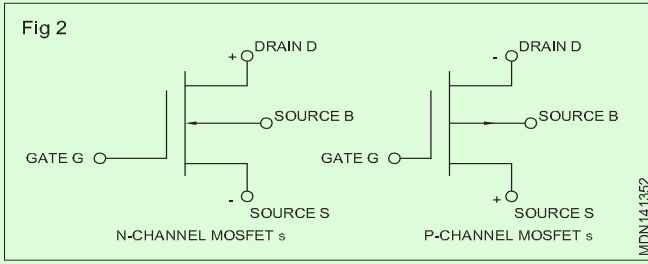 Fig 2
+ DRAIN D
- DRAIN D
SOURCE B
SOURCE B
GATE G
GATE G
-
SOURCE S
+
SOURCE S
N-CHANNEL MOSFET s
P-CHANNEL MOSFET s
MDN141352